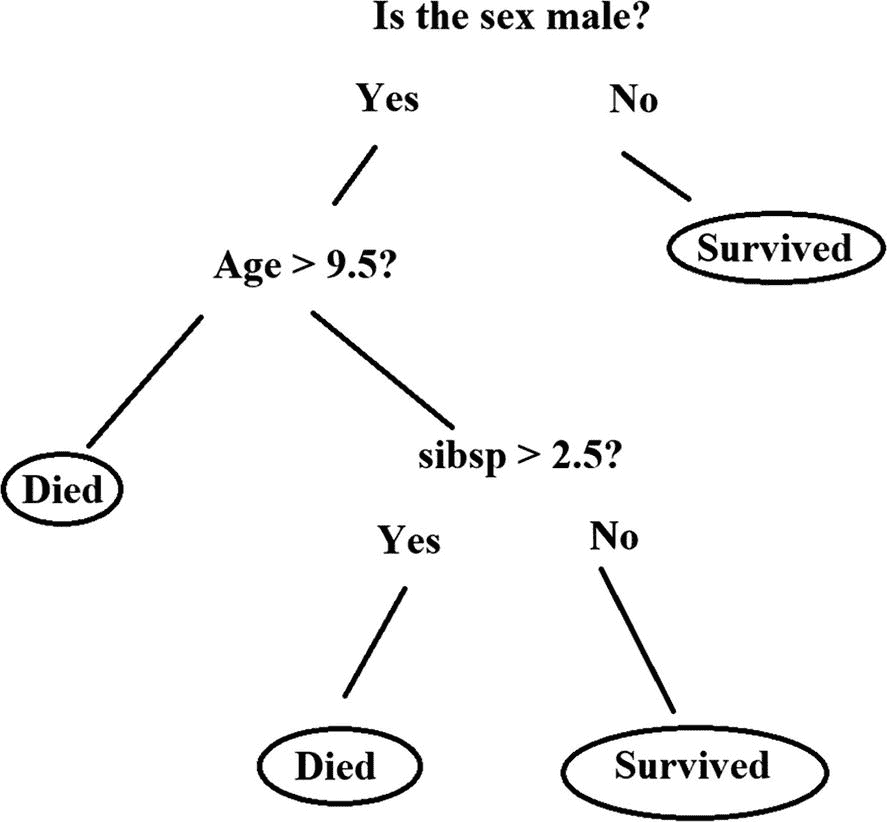 Is the sex male?
Yes No
Age > 9.5?
Survived
Died
sibsp > 2.5?
Yes No
Died
Survived